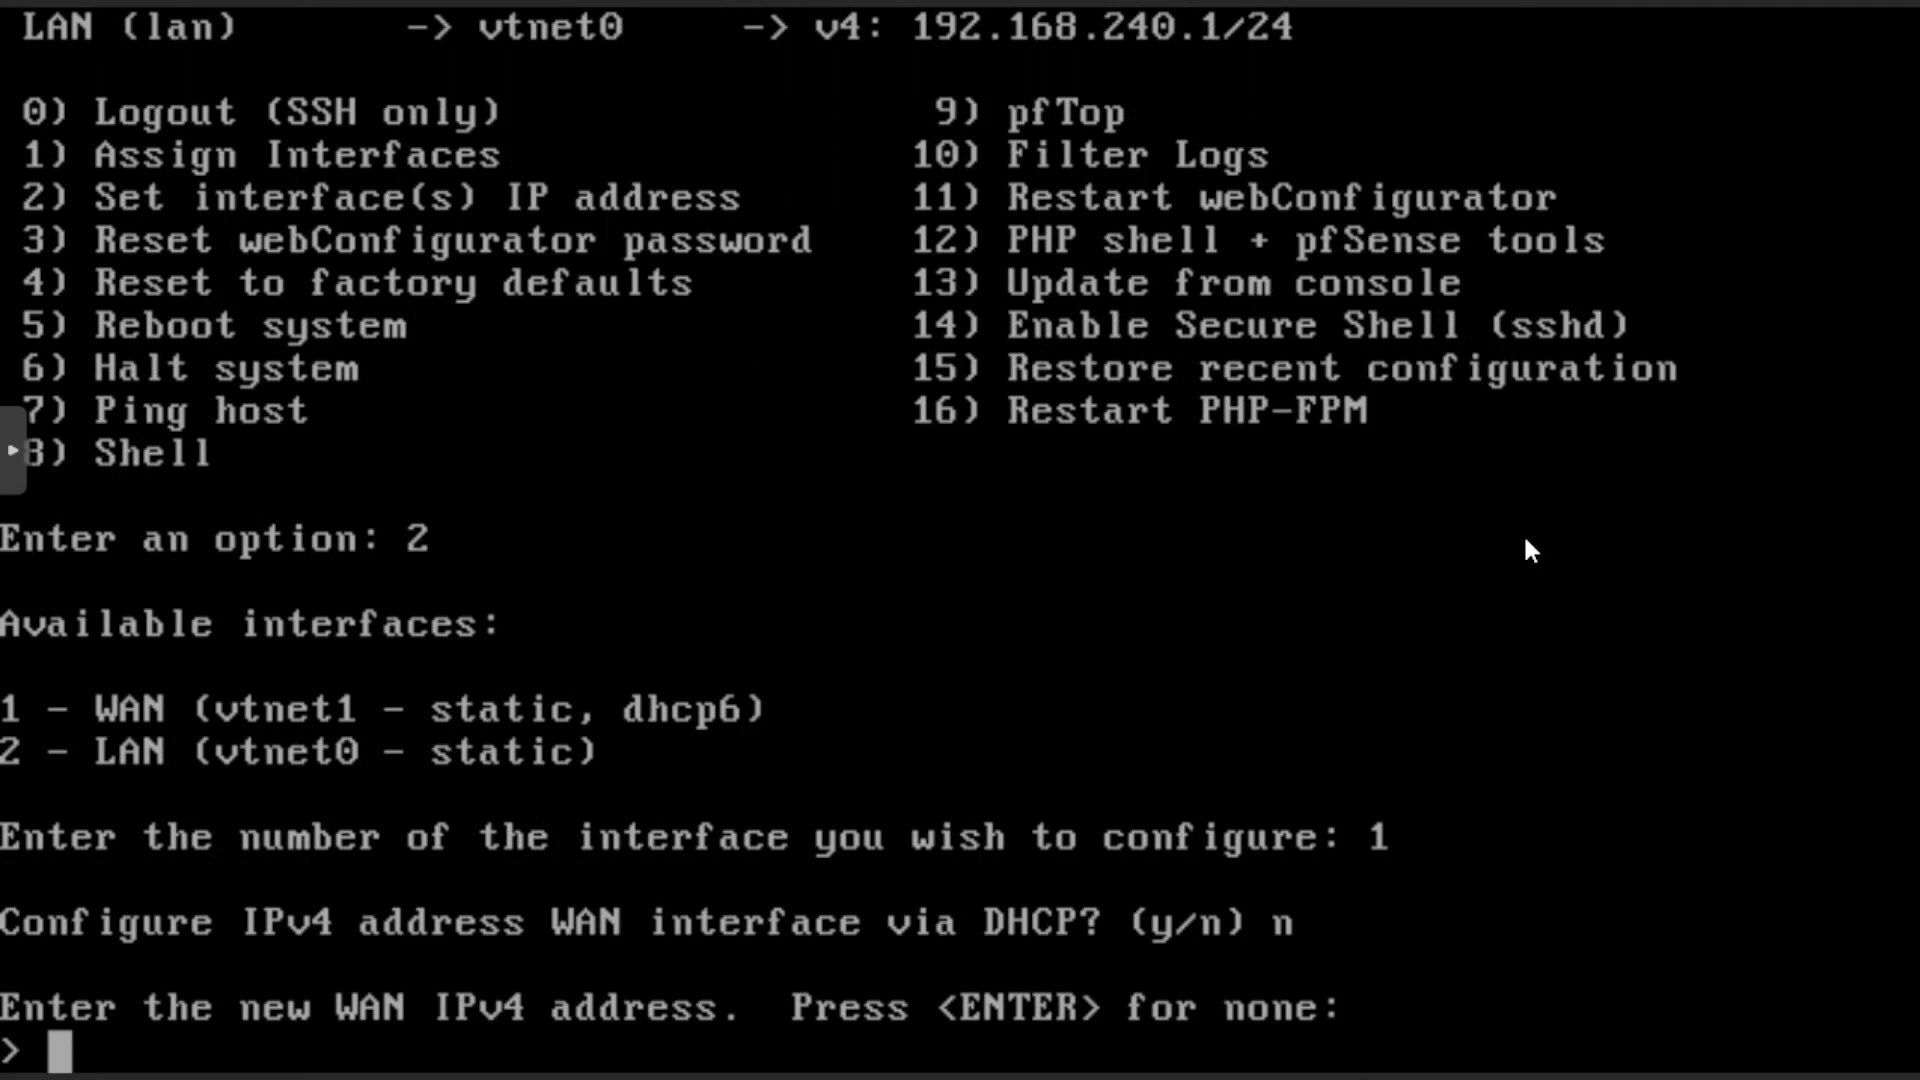 LAN (lan)       -> vtnet0     -> v4: 192.168.240.1/24
0) Logout (SSH only)                  9) pfTop
1) Assign Interfaces                 10) Filter Logs
2) Set interface(s) IP address       11) Restart webConfigurator
3) Reset webConfigurator password    12) PHP shell + pfSense tools
4) Reset to factory defaults         13) Update from console
5) Reboot system                     14) Enable Secure Shell (sshd)
6) Halt system                       15) Restore recent configuration
7) Ping host                         16) Restart PHP-FPM
8) Shell
Enter an option: 2
Available interfaces:
1 - WAN (vtnet1 - static, dhcp6)
2 - LAN (vtnet0 - static)
Enter the number of the interface you wish to configure: 1
Configure IPv4 address WAN interface via DHCP? (y/n) n
Enter the new WAN IPv4 address.  Press <ENTER> for none:
>